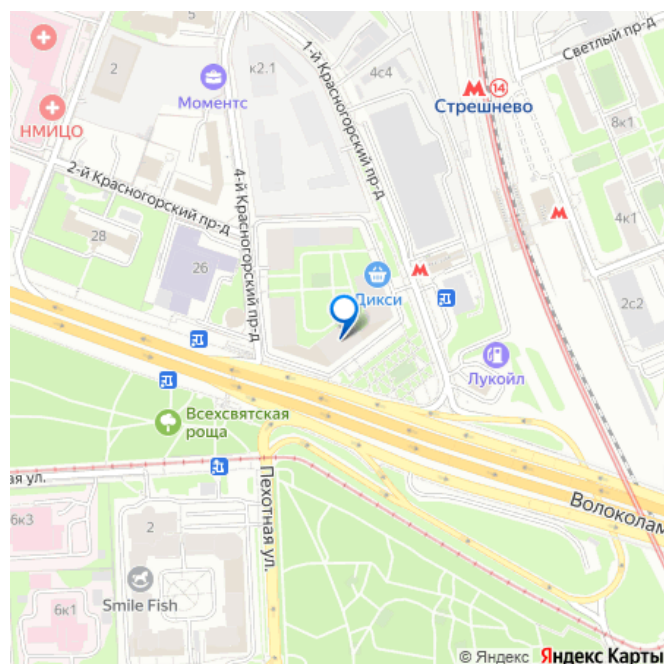 5
2
к2.1
Моментс
НМИЦО
1-й Красногорский пр-д
4с4
14
Стрешнево
Светлый пр-д
8к1
2-й Красногорский пр-д
4-й Красногорский пр-д
28
26
4к1
Дикси
2с2
Лукойл
Всехсвятская
роща
ая ул.
Пехотная ул.
Волоколам
6к3
2
Smile Fish
6к1
© Яндекс Яндекс Карты